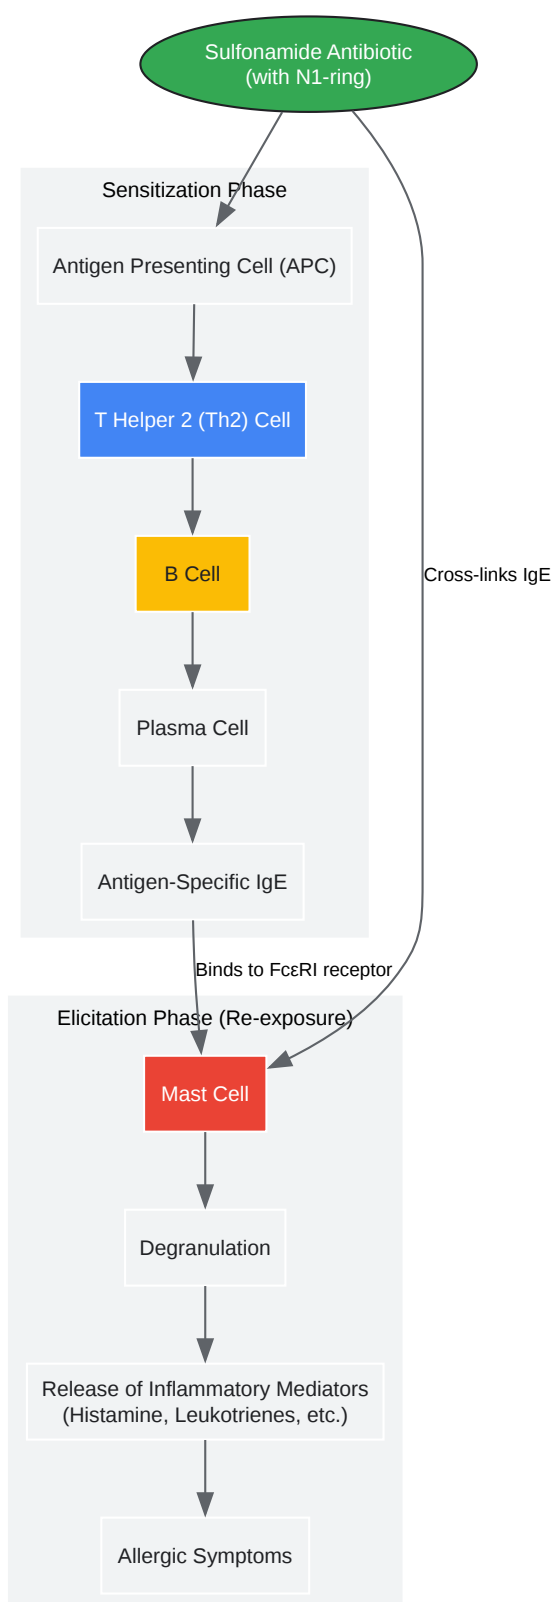 Sulfonamide Antibiotic
(with N1-ring)
Sensitization Phase
Antigen Presenting Cell (APC)
T Helper 2 (Th2) Cell
B Cell
Cross-links IgE
Plasma Cell
Antigen-Specific IgE
Binds to FcεRI receptor
Elicitation Phase (Re-exposure)
Mast Cell
Degranulation
Release of Inflammatory Mediators
(Histamine, Leukotrienes, etc.)
Allergic Symptoms